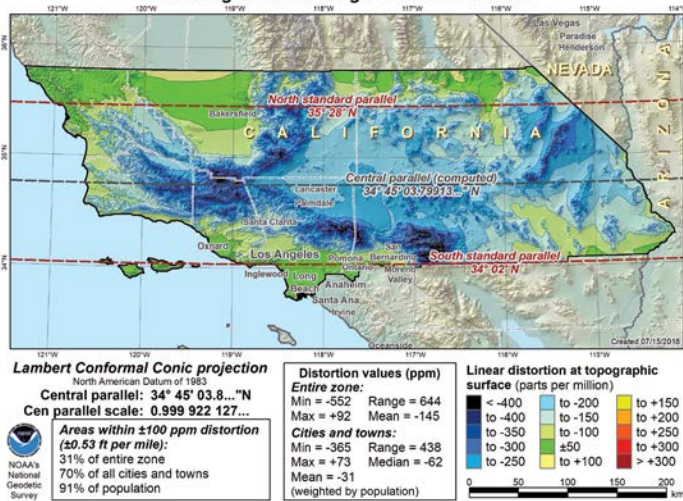 121°W 120°W 119°W 118°W 117°W 116°W 115°W
36°N
35°N
34°N
Las Vegas
Paradise
Henderson
NEVADA
ARIZONA
North standard parallel
35° 28' N
Bakersfield
CALIFORNIA
Central parallel (computed)
34° 45' 03.79913..." N
Lancaster
Palmdale
Santa Clarita
Oxnard
Los Angeles
Pomona
San
Bernardino
Ontario
South standard parallel
34° 02' N
Inglewood
Long
Beach
Anaheim
Moreno
Valley
Santa Ana
Irvine
Oceanside
Created 07/15/2018
121°W 120°W 119°W 118°W 117°W 116°W 115°W
Lambert Conformal Conic projection
North American Datum of 1983
Central parallel: 34° 45' 03.8..."N
Cen parallel scale: 0.999 922 127...
NOAA's
National
Geodetic
Survey
Areas within ±100 ppm distortion
(±0.53 ft per mile):
31% of entire zone
70% of all cities and towns
91% of population
Distortion values (ppm)
Entire zone:
Min = -552 Range = 644
Max = +92 Mean = -145
Cities and towns:
Min = -365 Range = 438
Max = +73 Median = -62
Mean = -31
(weighted by population)
Linear distortion at topographic
surface (parts per million)
< -400 to -200 to +150
to -400 to -150 to +200
to -350 to -100 to +250
to -300 ±50 to +300
to -250 to +100 > +300
0 50 100 150 200
km